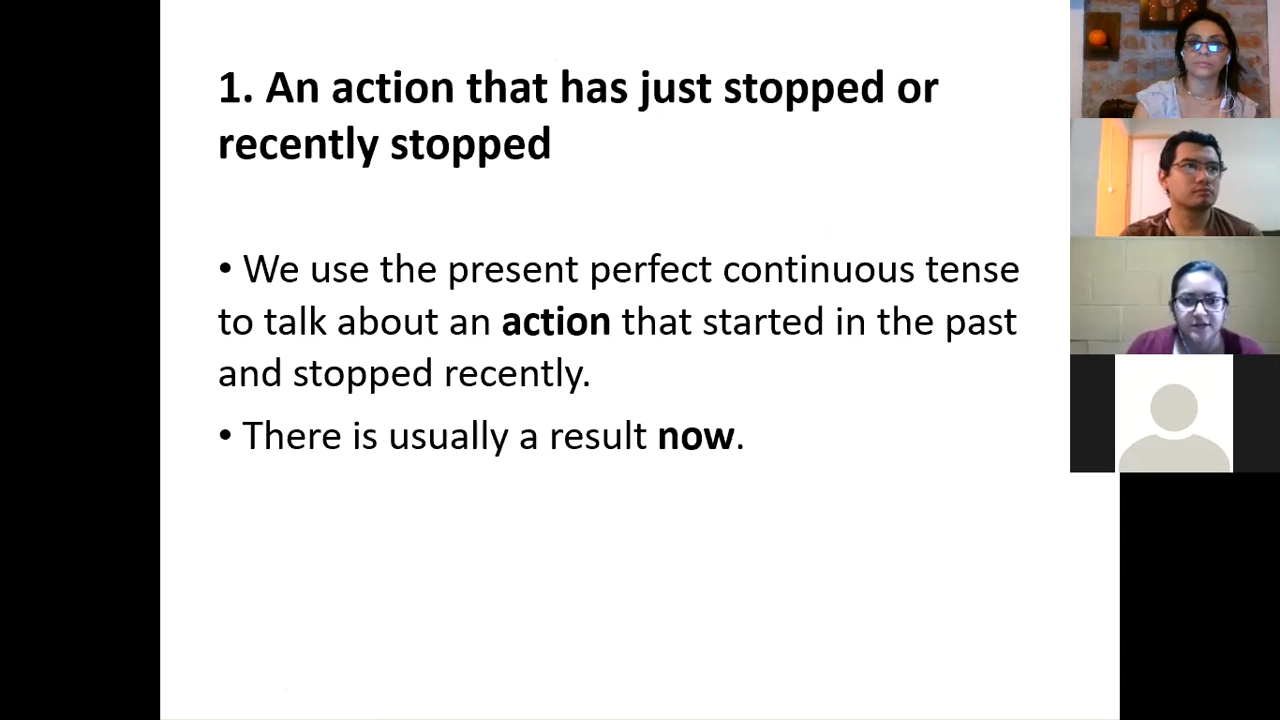 1. An action that has just stopped or
recently stopped
• We use the present perfect continuous tense
to talk about an action that started in the past
and stopped recently.
• There is usually a result now.